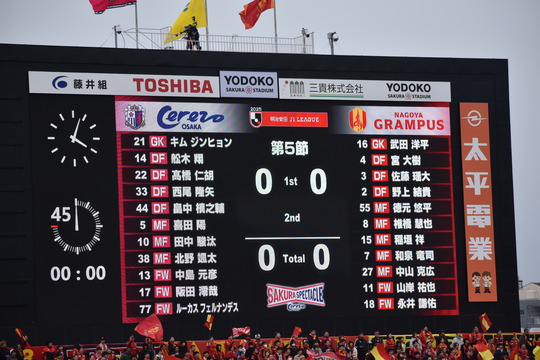 藤井組
TOSHIBA
YODOKO
SAKURA STADIUM
三貴株式会社
YODOKO
SAKURA STADIUM
Cerezo
OSAKA
2025
明治安田 J1 LEAGUE
NAGOYA
GRAMPUS
第5節
21 GK キム ジンヒョン
14 DF 舩木 翔
22 DF 髙橋 仁胡
33 DF 西尾 隆矢
44 DF 畠中 槙之輔
5 MF 喜田 陽
10 MF 田中 駿汰
38 MF 北野 颯太
13 FW 中島 元彦
17 FW 阪田 澪哉
77 FW ルーカス フェルナンデス
0 1st 0
2nd
0 Total 0
SAKURA SPECTACLE
CEREZO
16 GK 武田 洋平
4 DF 宮 大樹
3 DF 佐藤 瑶大
2 DF 野上 結貴
55 MF 徳元 悠平
8 MF 椎橋 慧也
15 MF 稲垣 祥
7 MF 和泉 竜司
27 MF 中山 克広
11 FW 山岸 祐也
18 FW 永井 謙佑
45
00 : 00
太平電業